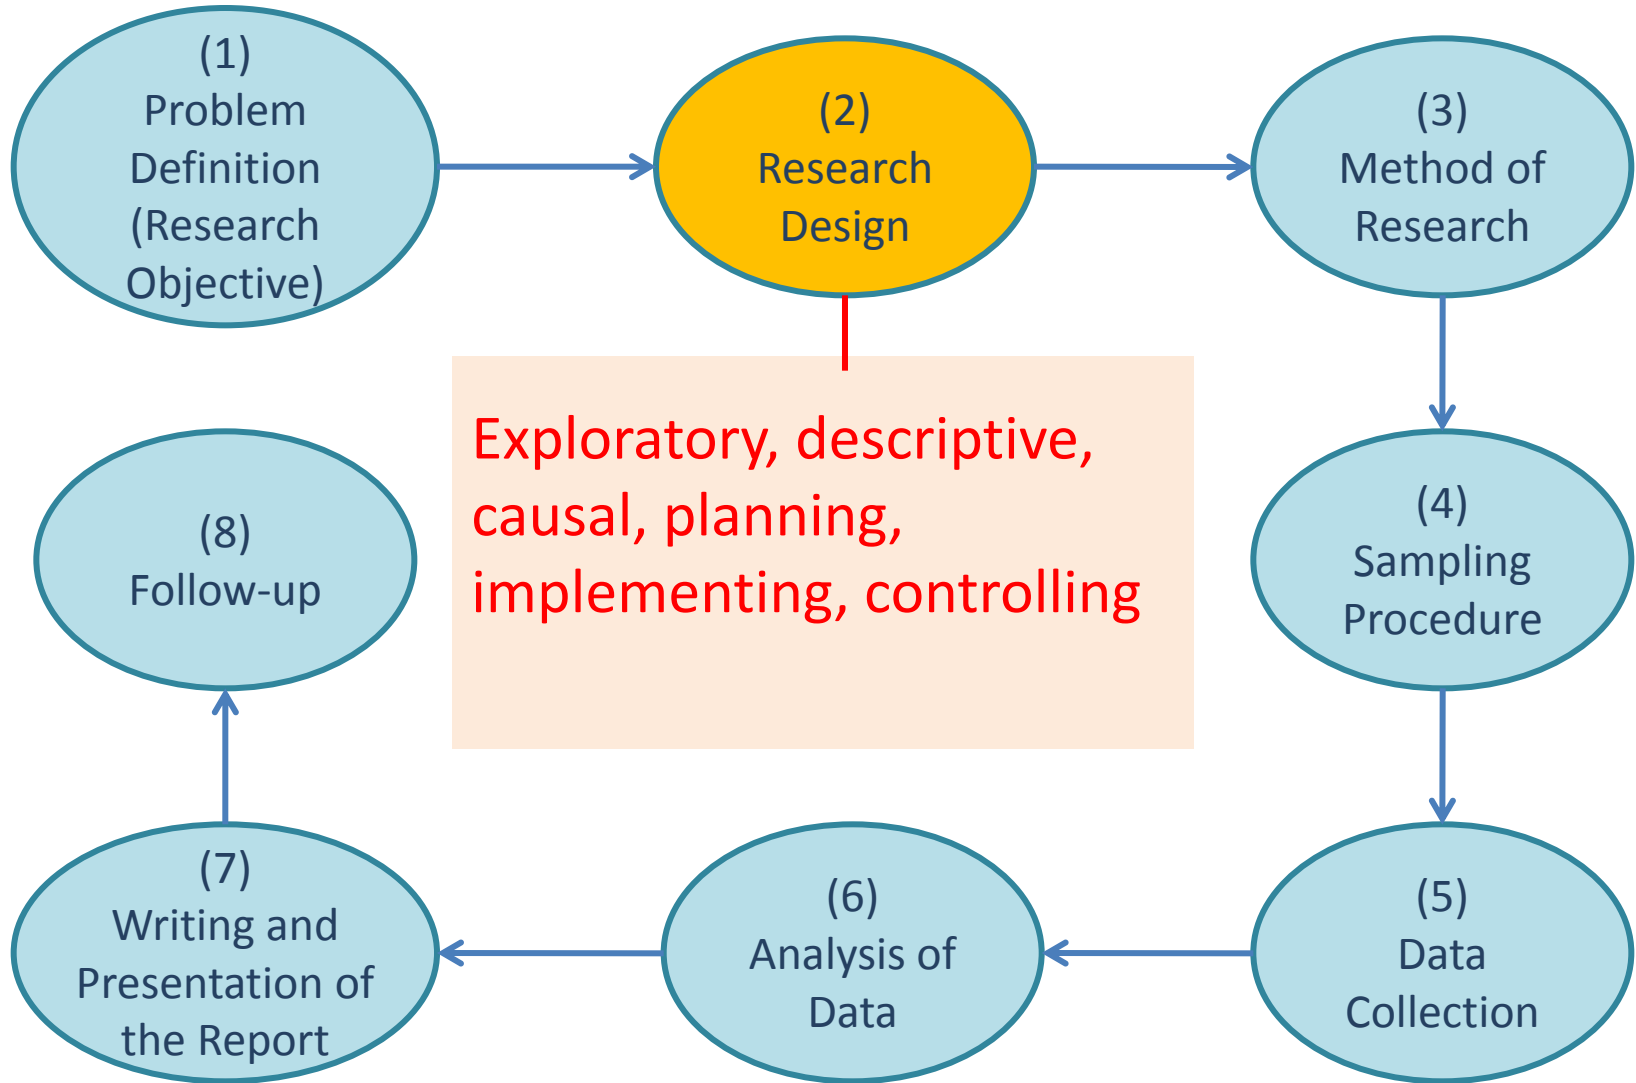 (1)
Problem
Definition
(Research
Objective)
(2)
Research
Design
(3)
Method of
Research
Exploratory, descriptive,
causal, planning,
implementing, controlling
(4)
Sampling
Procedure
(5)
Data
Collection
(6)
Analysis of
Data
(7)
Writing and
Presentation of
the Report
(8)
Follow-up